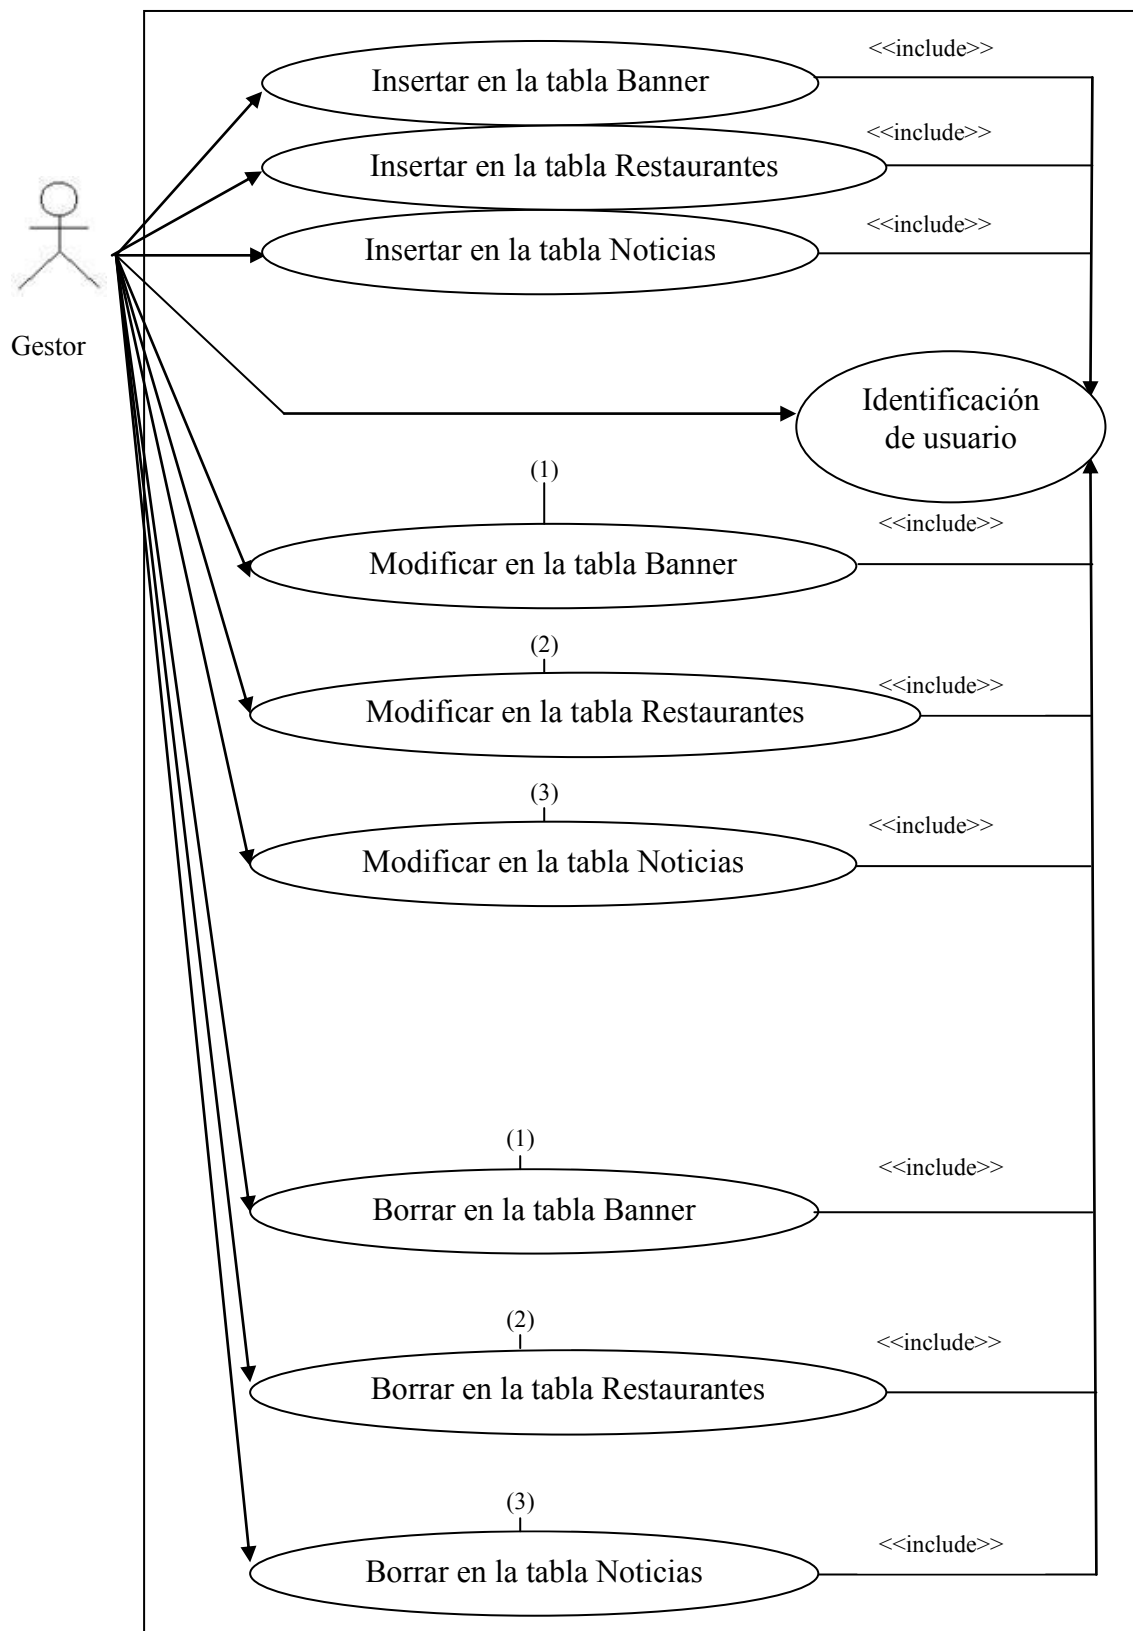 <<include>>
Insertar en la tabla Banner
<<include>>
Insertar en la tabla Restaurantes
<<include>>
Insertar en la tabla Noticias
Gestor
Identificación
de usuario
(1)
<<include>>
Modificar en la tabla Banner
(2)
<<include>>
Modificar en la tabla Restaurantes
(3)
<<include>>
Modificar en la tabla Noticias
(1)
<<include>>
Borrar en la tabla Banner
(2)
<<include>>
Borrar en la tabla Restaurantes
(3)
<<include>>
Borrar en la tabla Noticias